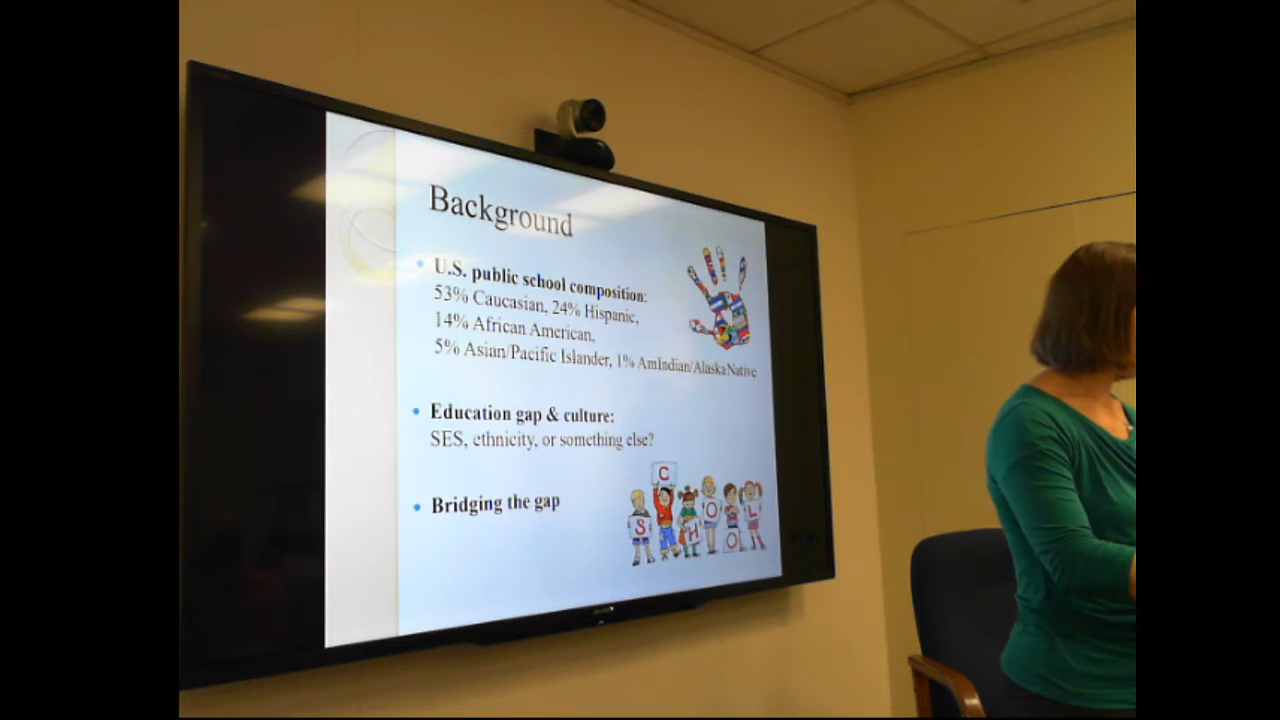 Background
U.S. public school composition:
53% Caucasian, 24% Hispanic,
14% African American,
5% Asian/Pacific Islander, 1% AmIndian/Alaska Native
Education gap & culture:
SES, ethnicity, or something else?
Bridging the gap
S C H O O L